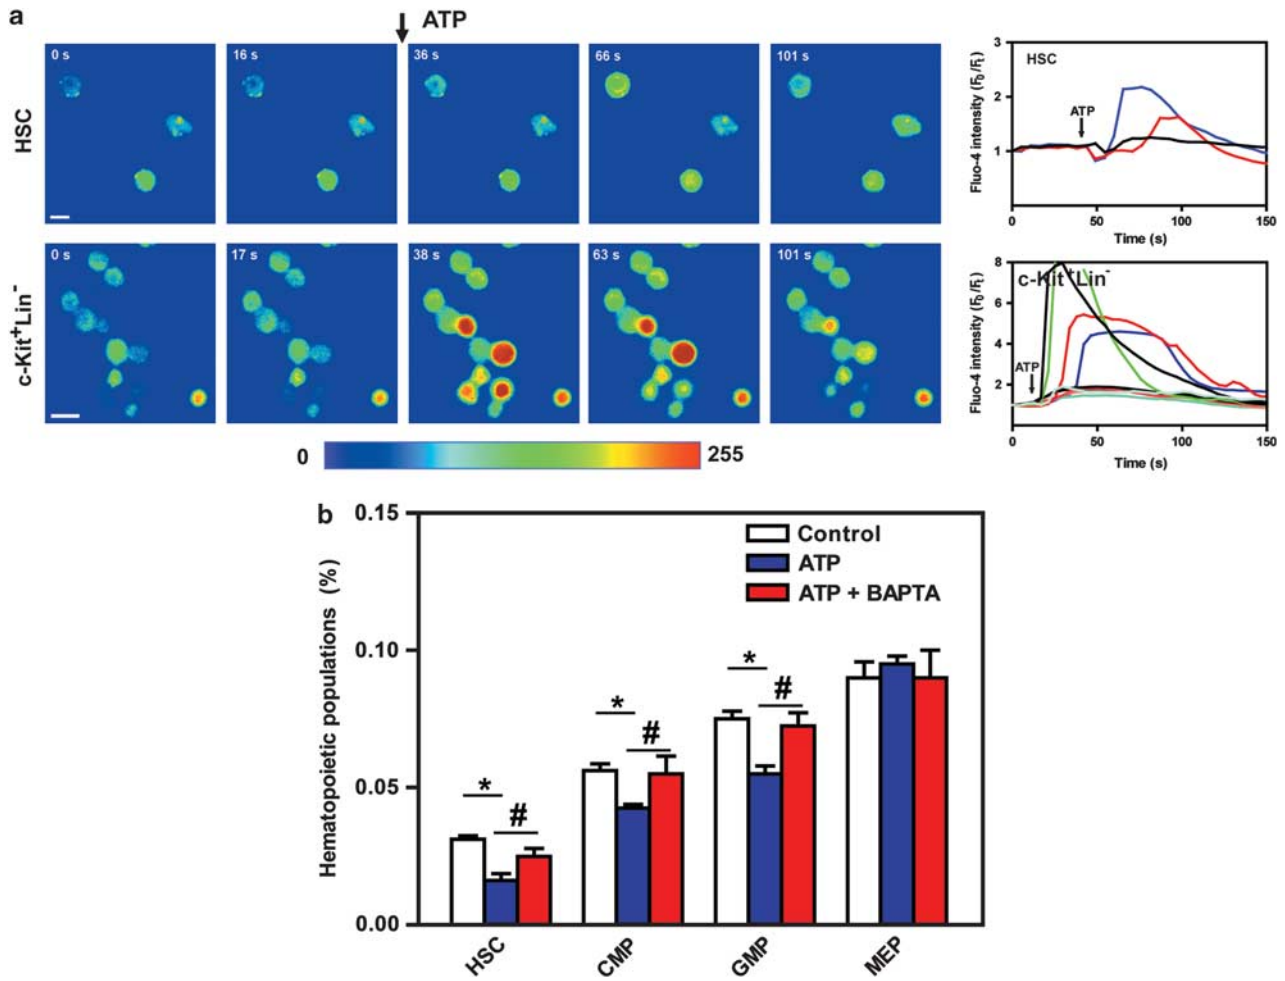 a
ATP
HSC
0 s
16 s
36 s
66 s
101 s
c-Kit⁺Lin⁻
0 s
17 s
38 s
63 s
101 s
0
255
Fluo-4 intensity (F₀/Fₜ)
3
2
1
HSC
ATP
0
50
100
150
Time (s)
Fluo-4 intensity (F₀/Fₜ)
8
6
4
2
c-Kit⁺Lin⁻
ATP
0
50
100
150
Time (s)
b
Hematopoietic populations (%)
0.15
0.10
0.05
0.00
Control
ATP
ATP + BAPTA
*
#
*
#
*
#
HSC
CMP
GMP
MEP